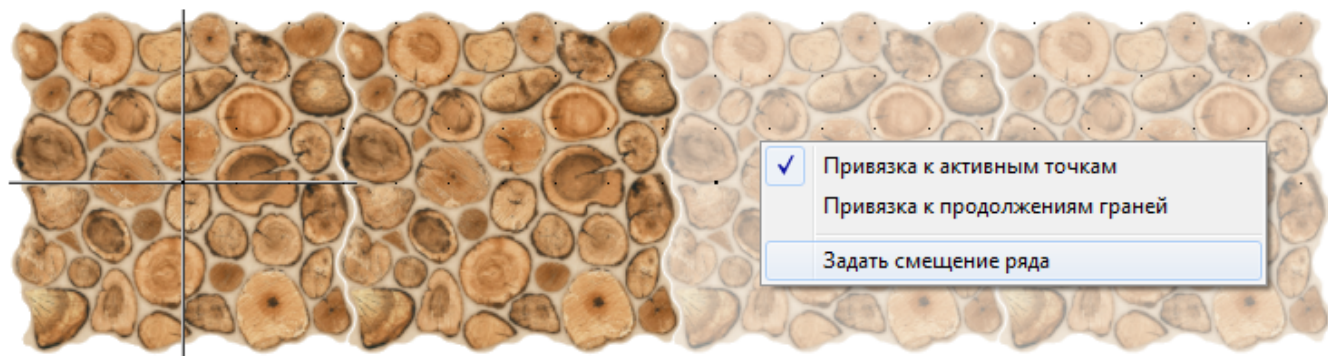 Привязка к активным точкам
Привязка к продолжениям граней
Задать смещение ряда